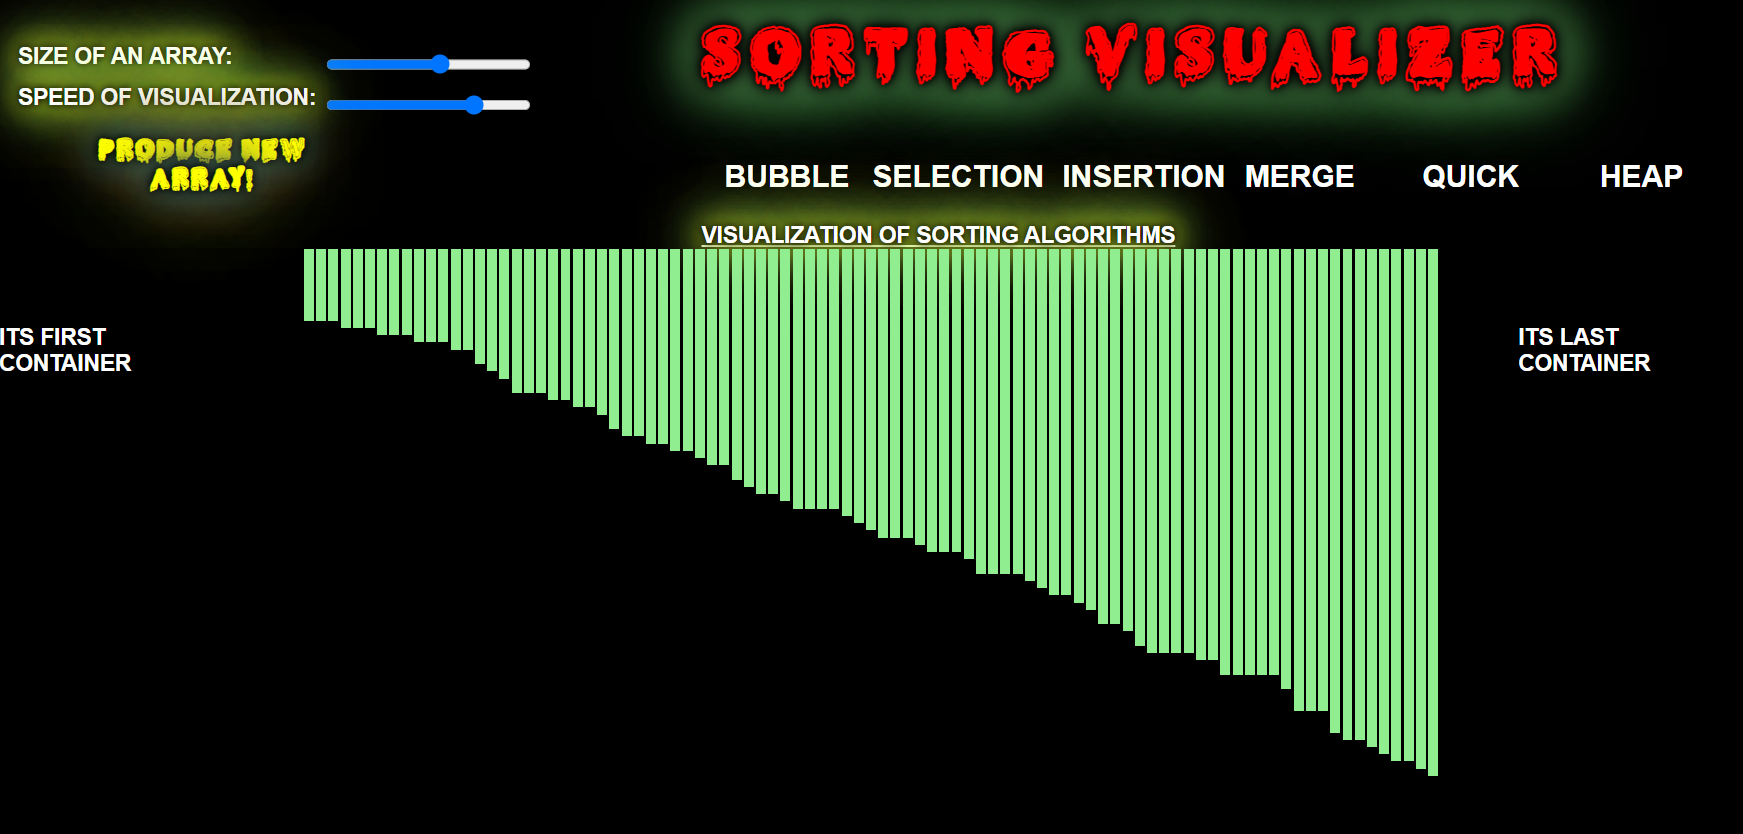 SORTING VISUALIZER
SIZE OF AN ARRAY:
SPEED OF VISUALIZATION:
PRODUCE NEW
ARRAY!
BUBBLE SELECTION INSERTION MERGE QUICK HEAP
VISUALIZATION OF SORTING ALGORITHMS
ITS FIRST
CONTAINER
ITS LAST
CONTAINER